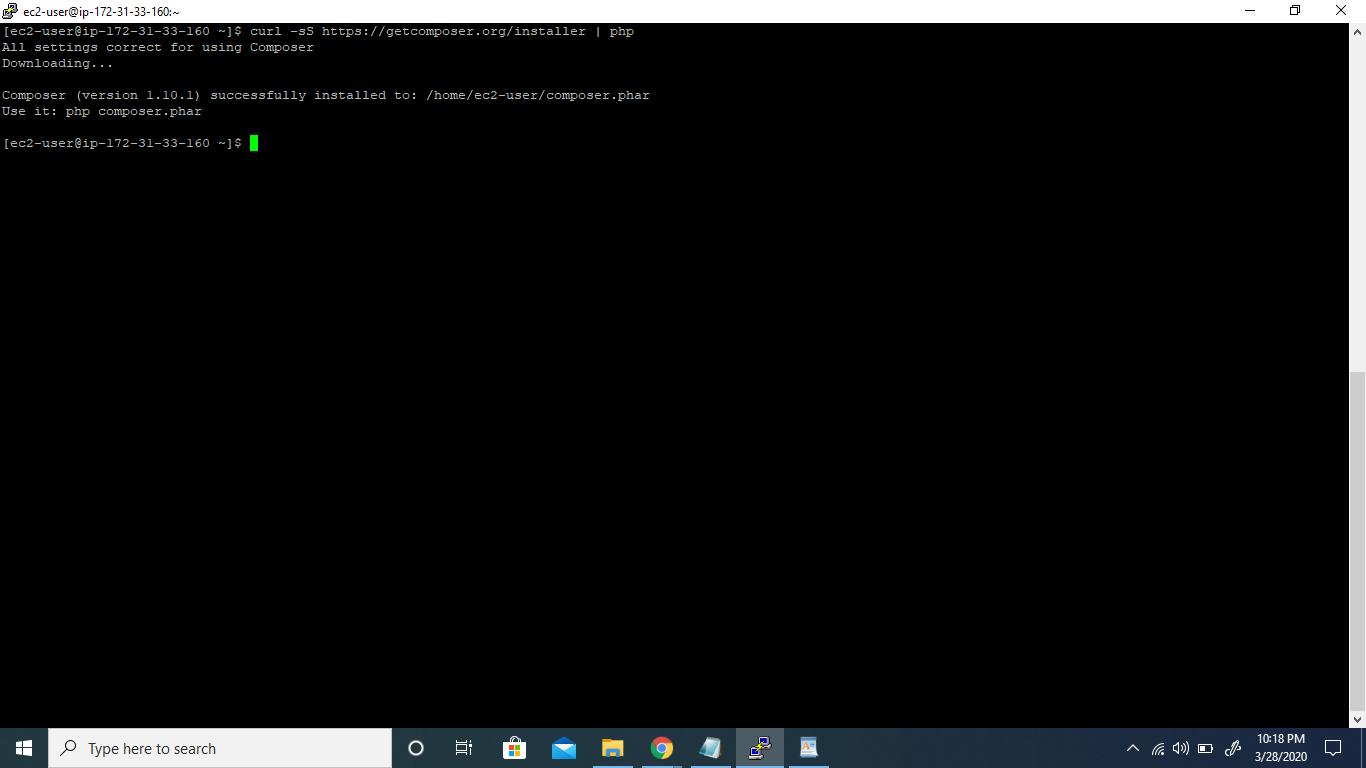 ec2-user@ip-172-31-33-160:~
[ec2-user@ip-172-31-33-160 ~]$ curl -sS https://getcomposer.org/installer | php
All settings correct for using Composer
Downloading...
Composer (version 1.10.1) successfully installed to: /home/ec2-user/composer.phar
Use it: php composer.phar
[ec2-user@ip-172-31-33-160 ~]$
Type here to search
10:18 PM
3/28/2020